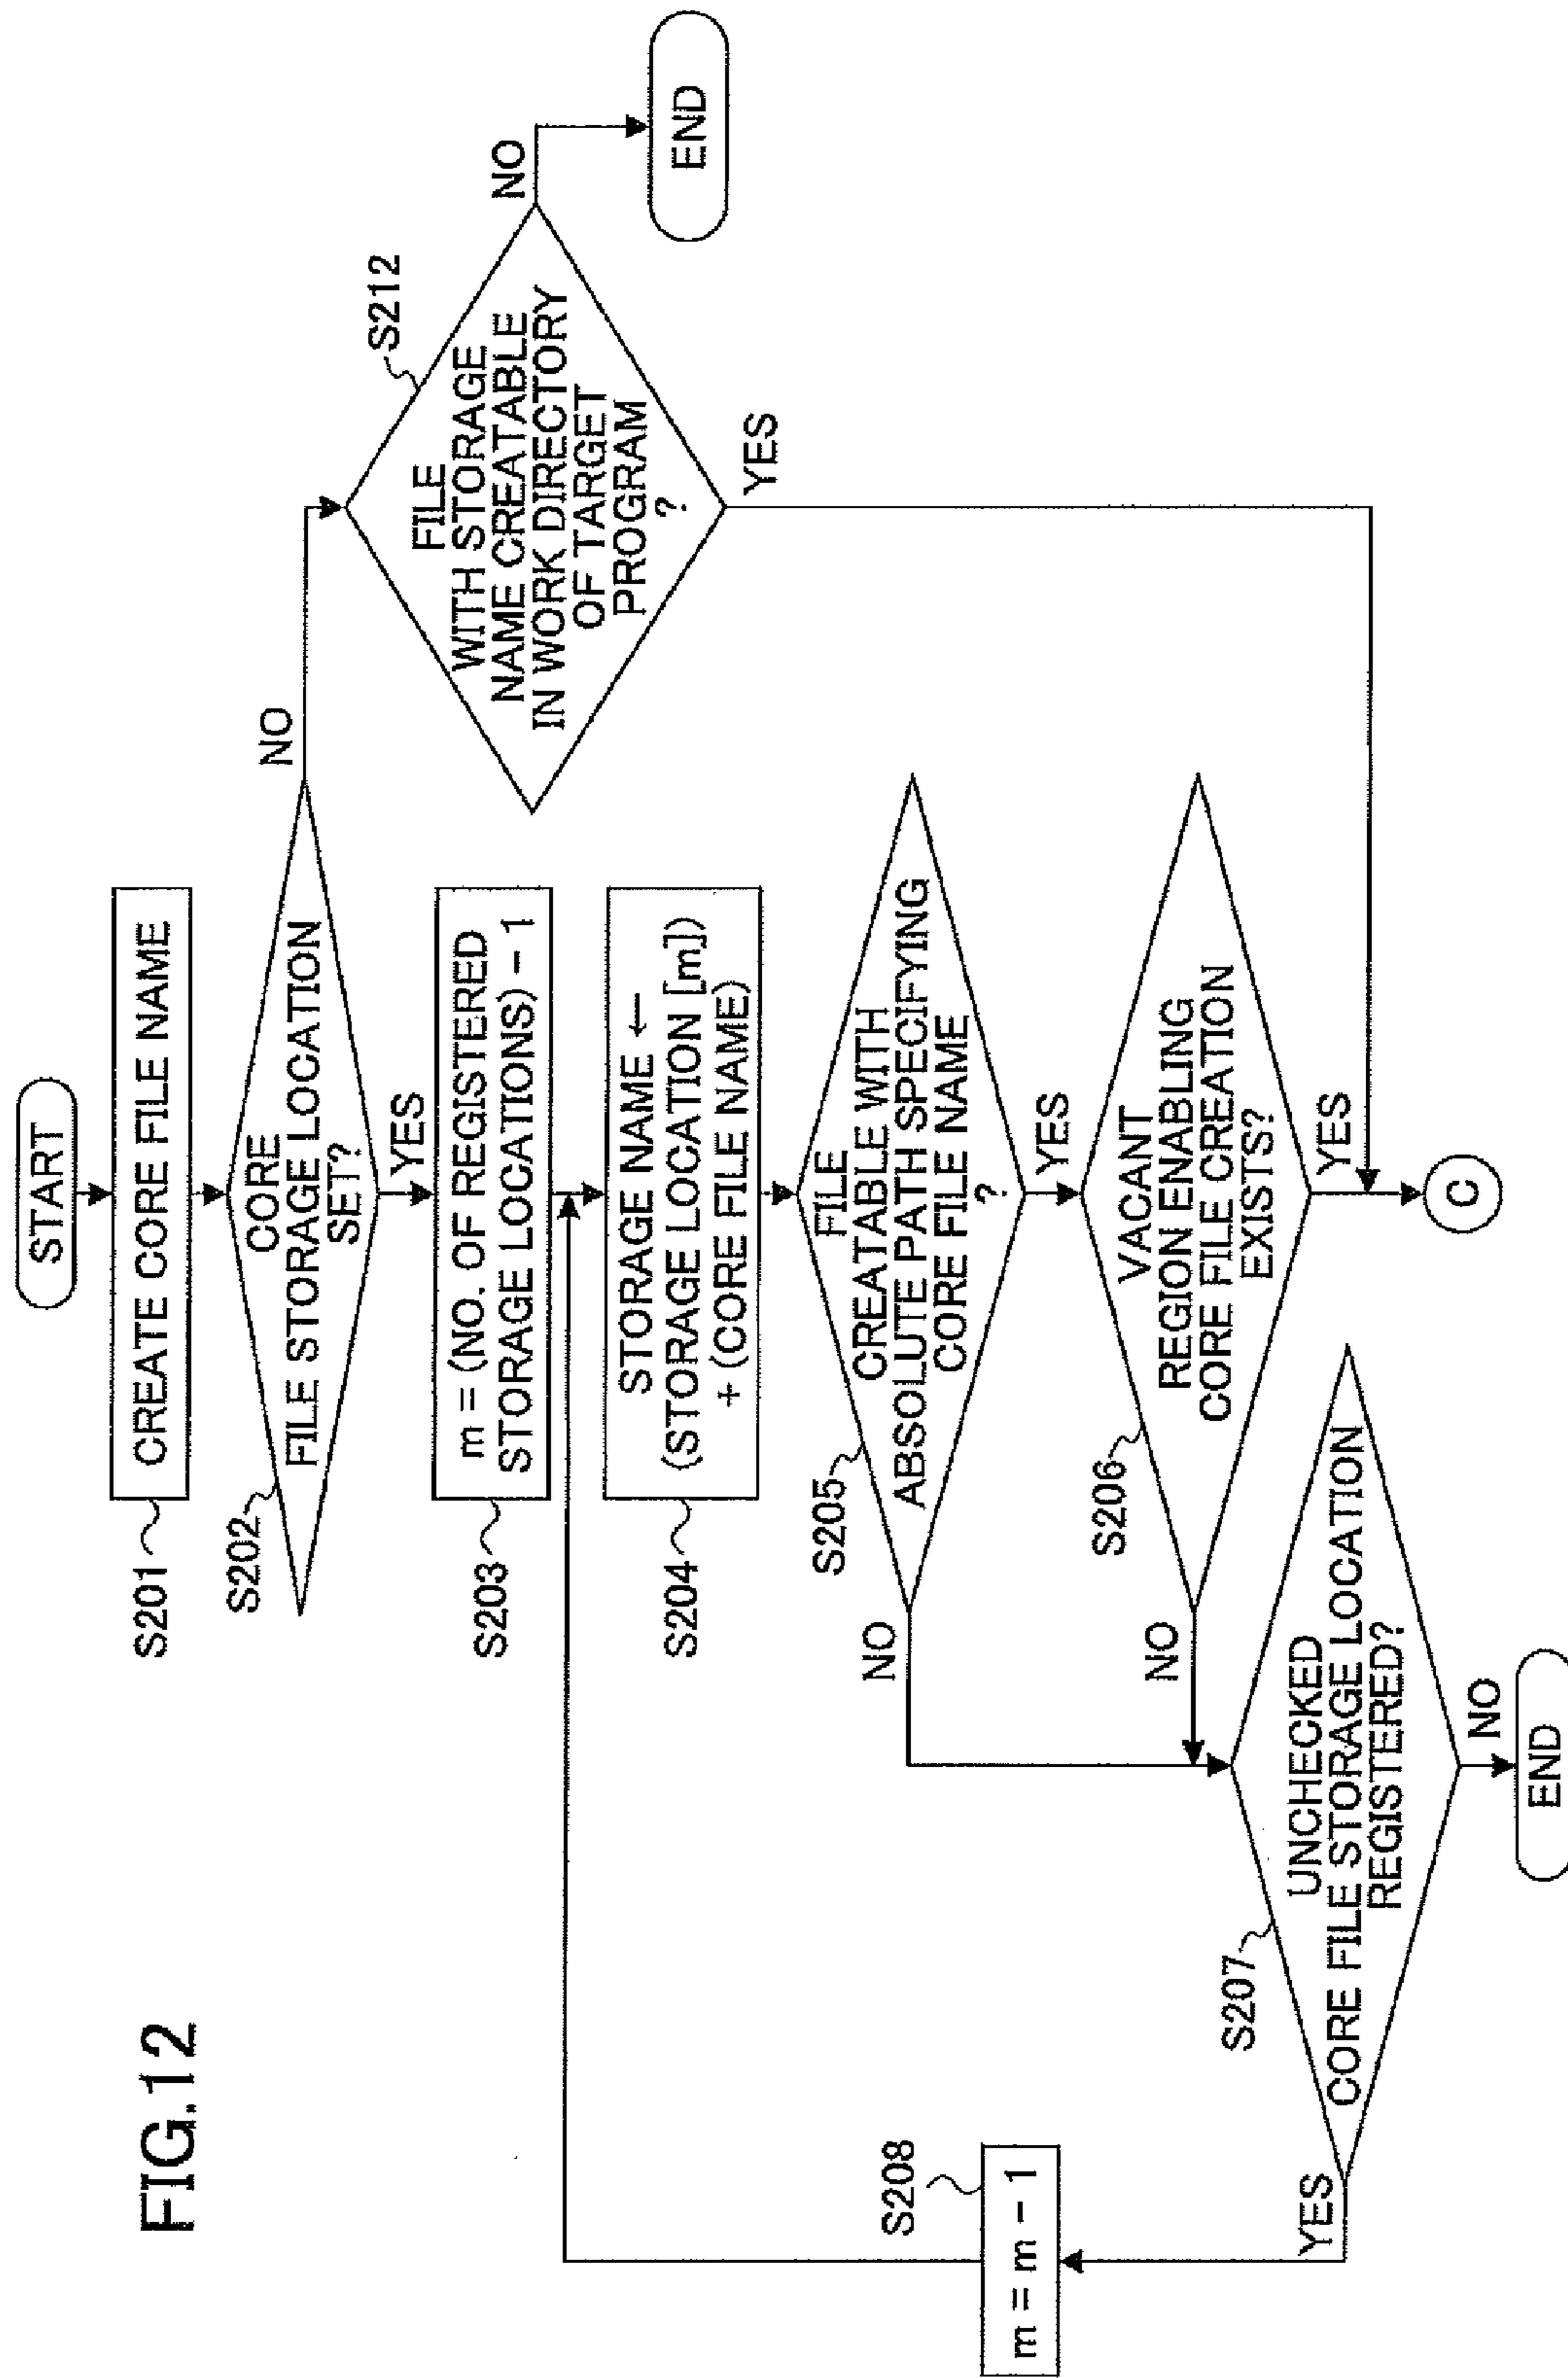 FIG.12
START
S201
CREATE CORE FILE NAME
S202
CORE
FILE STORAGE LOCATION
SET?
NO
YES
S203
m = (NO. OF REGISTERED
STORAGE LOCATIONS) - 1
S204
STORAGE NAME ←
(STORAGE LOCATION [m])
+ (CORE FILE NAME)
S205
FILE
CREATABLE WITH
ABSOLUTE PATH SPECIFYING
CORE FILE NAME
?
NO
YES
S206
VACANT
REGION ENABLING
CORE FILE CREATION
EXISTS?
NO
YES
C
S207
UNCHECKED
CORE FILE STORAGE LOCATION
REGISTERED?
YES
NO
END
S208
m = m - 1
S212
FILE
WITH STORAGE
NAME CREATABLE
IN WORK DIRECTORY
OF TARGET
PROGRAM
?
NO
YES
END